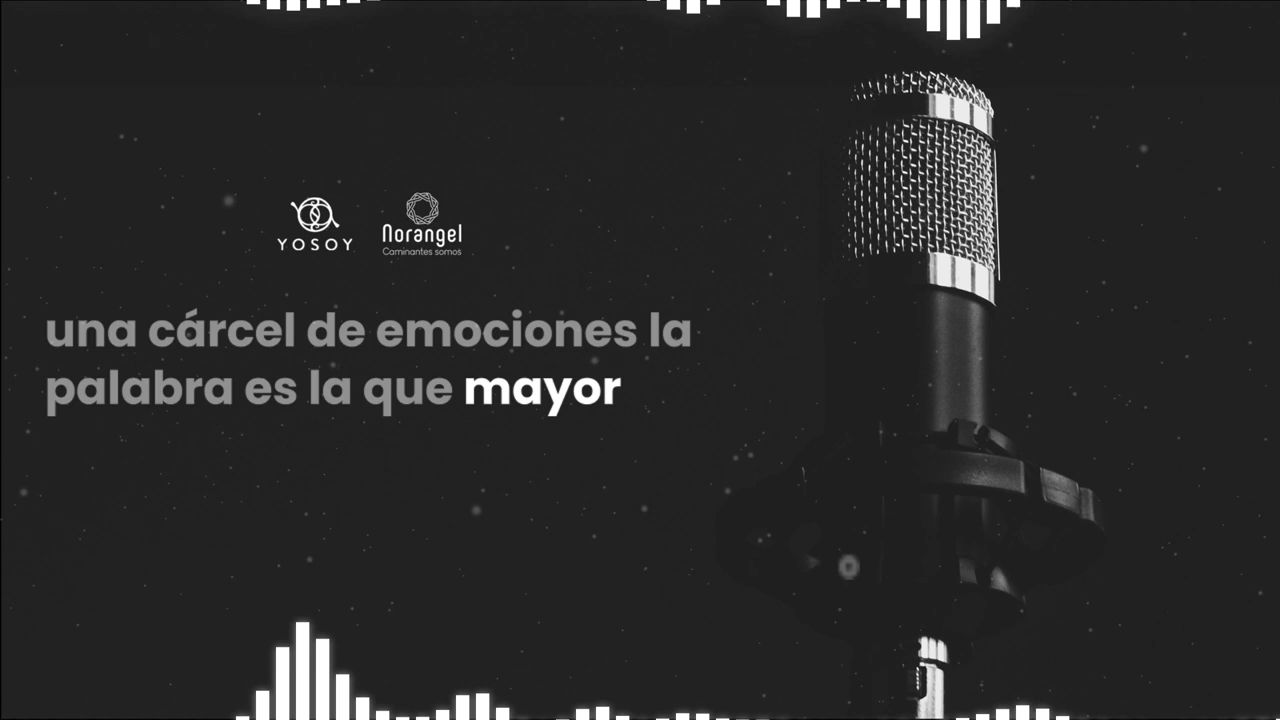 YOSOY
Norangel
Caminantes somos
una cárcel de emociones la
palabra es la que mayor